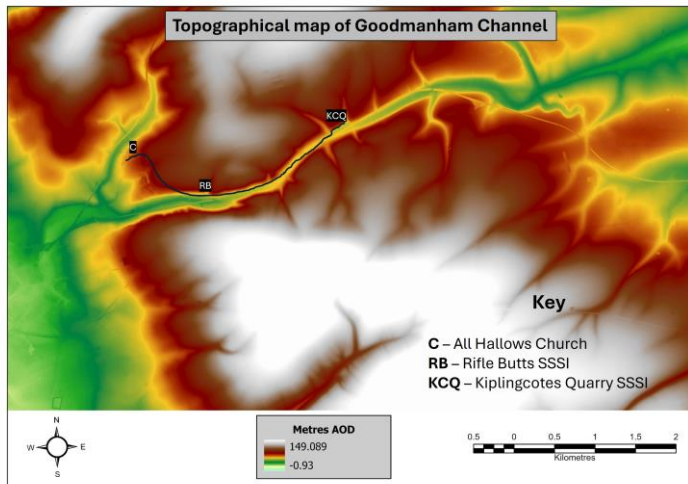 Topographical map of Goodmanham Channel
KCQ
C
RB
Key
C – All Hallows Church
RB – Rifle Butts SSSI
KCQ – Kiplingcotes Quarry SSSI
N
W E
S
Metres AOD
149.089
-0.93
0.5 0 0.5 1 1.5 2
Kilometres